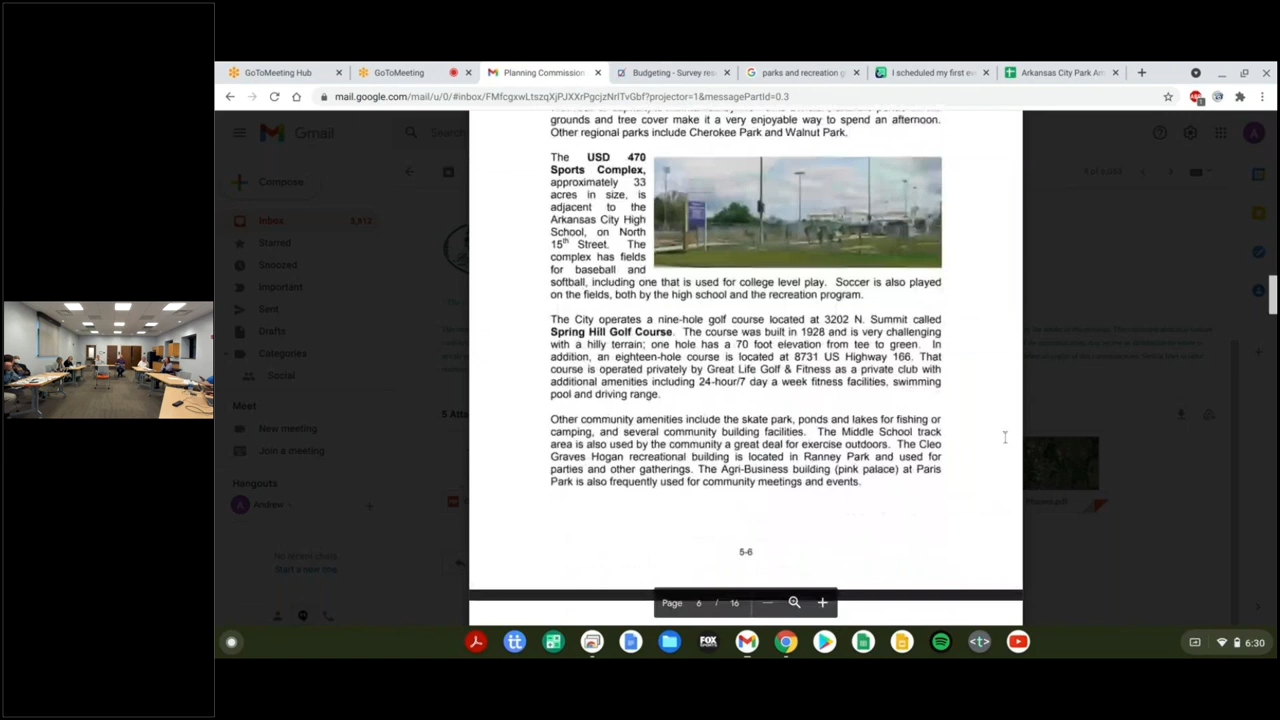 GoToMeeting Hub
GoToMeeting
Planning Commission
Budgeting - Survey res
parks and recreation g
I scheduled my first ev
Arkansas City Park Am
mail.google.com/mail/u/0/#inbox/FMfcgxwLtszqXjPJXXrPgcjzNrlTvGbf?projector=1&messagePartId=0.3
Gmail
Search
Compose
Inbox
Starred
Snoozed
Important
Sent
Drafts
Categories
Social
Meet
New meeting
Join a meeting
Hangouts
Andrew
No recent chats
Start a new one
5 Atta
grounds and tree cover make it a very enjoyable way to spend an afternoon.
Other regional parks include Cherokee Park and Walnut Park.
The USD 470
Sports Complex,
approximately 33
acres in size, is
adjacent to the
Arkansas City High
School, on North
15th Street. The
complex has fields
for baseball and
softball, including one that is used for college level play. Soccer is also played
on the fields, both by the high school and the recreation program.
The City operates a nine-hole golf course located at 3202 N. Summit called
Spring Hill Golf Course. The course was built in 1928 and is very challenging
with a hilly terrain; one hole has a 70 foot elevation from tee to green. In
addition, an eighteen-hole course is located at 8731 US Highway 166. That
course is operated privately by Great Life Golf & Fitness as a private club with
additional amenities including 24-hour/7 day a week fitness facilities, swimming
pool and driving range.
Other community amenities include the skate park, ponds and lakes for fishing or
camping, and several community building facilities. The Middle School track
area is also used by the community a great deal for exercise outdoors. The Cleo
Graves Hogan recreational building is located in Ranney Park and used for
parties and other gatherings. The Agri-Business building (pink palace) at Paris
Park is also frequently used for community meetings and events.
5-6
Page 6 / 16
FOX
SPORTS
6:30